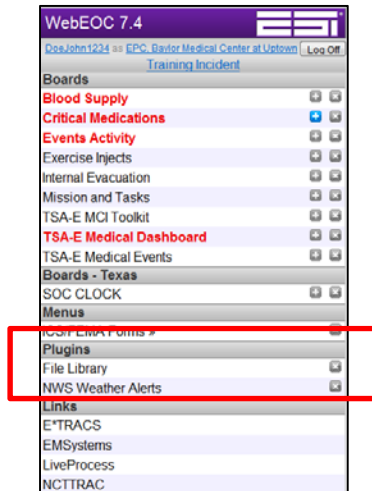 WebEOC 7.4 ESi
DoeJohn1234 as EPC, Baylor Medical Center at Uptown Log Off
Training Incident
Boards
Blood Supply
Critical Medications
Events Activity
Exercise Injects
Internal Evacuation
Mission and Tasks
TSA-E MCI Toolkit
TSA-E Medical Dashboard
TSA-E Medical Events
Boards - Texas
SOC CLOCK
Menus
ICS/FEMA Forms »
Plugins
File Library
NWS Weather Alerts
Links
E*TRACS
EMSystems
LiveProcess
NCTTRAC